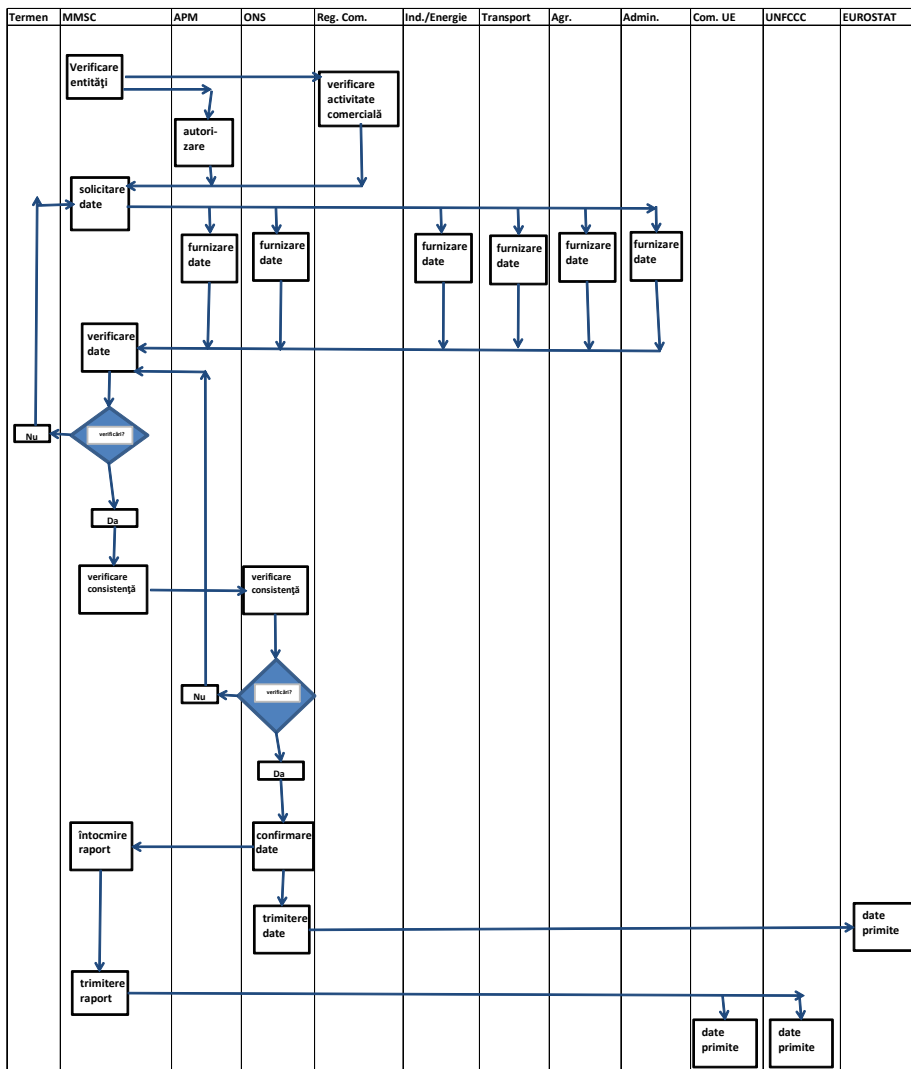 Termen MMSC APM ONS Reg. Com. Ind./Energie Transport Agr. Admin. Com. UE UNFCCC EUROSTAT
Verificare
entităţi
verificare
activitate
comercială
autori-
zare
solicitare
date
furnizare
date
furnizare
date
furnizare
date
furnizare
date
furnizare
date
furnizare
date
verificare
date
Nu
verificări?
Da
verificare
consistenţă
verificare
consistenţă
Nu
verificări?
Da
întocmire
raport
confirmare
date
trimitere
date
date
primite
trimitere
raport
date
primite
date
primite